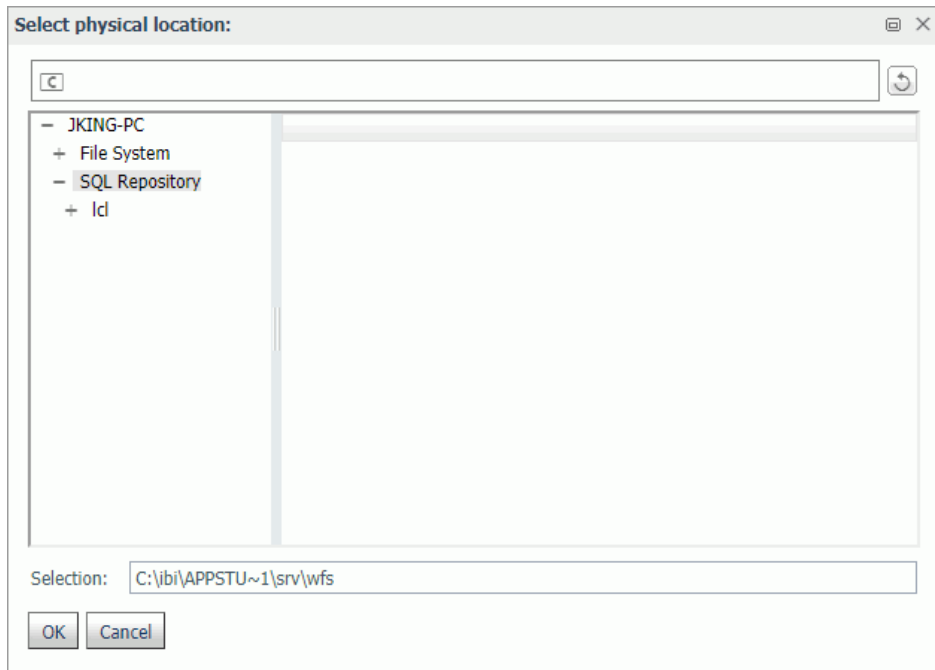 Select physical location:
C
− JKING-PC
+ File System
− SQL Repository
+ lcl
Selection: C:\ibi\APPSTU~1\srv\wfs
OK Cancel